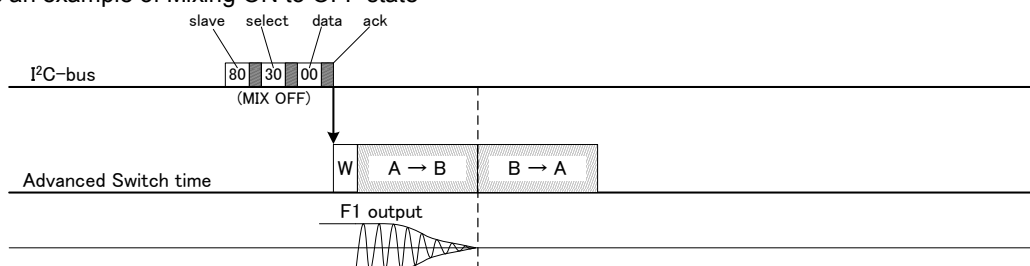 an example of Mixing ON to OFF state
slave select data ack
I²C-bus
80 30 00
(MIX OFF)
W A → B B → A
Advanced Switch time
F1 output